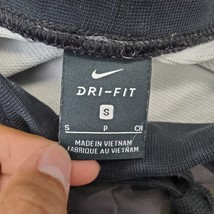 DRI-FIT
S
S P CH
MADE IN VIETNAM
FABRIQUÉ AU VIETNAM